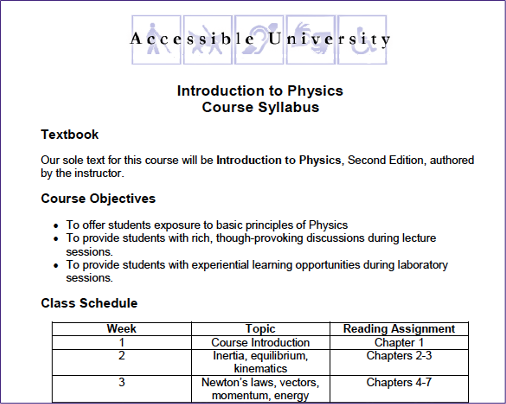 Accessible University
Introduction to Physics
Course Syllabus
Textbook
Our sole text for this course will be Introduction to Physics, Second Edition, authored
by the instructor.
Course Objectives
• To offer students exposure to basic principles of Physics
• To provide students with rich, though-provoking discussions during lecture
sessions.
• To provide students with experiential learning opportunities during laboratory
sessions.
Class Schedule
Week Topic Reading Assignment
1 Course Introduction Chapter 1
2 Inertia, equilibrium, Chapters 2-3
kinematics
3 Newton's laws, vectors, Chapters 4-7
momentum, energy